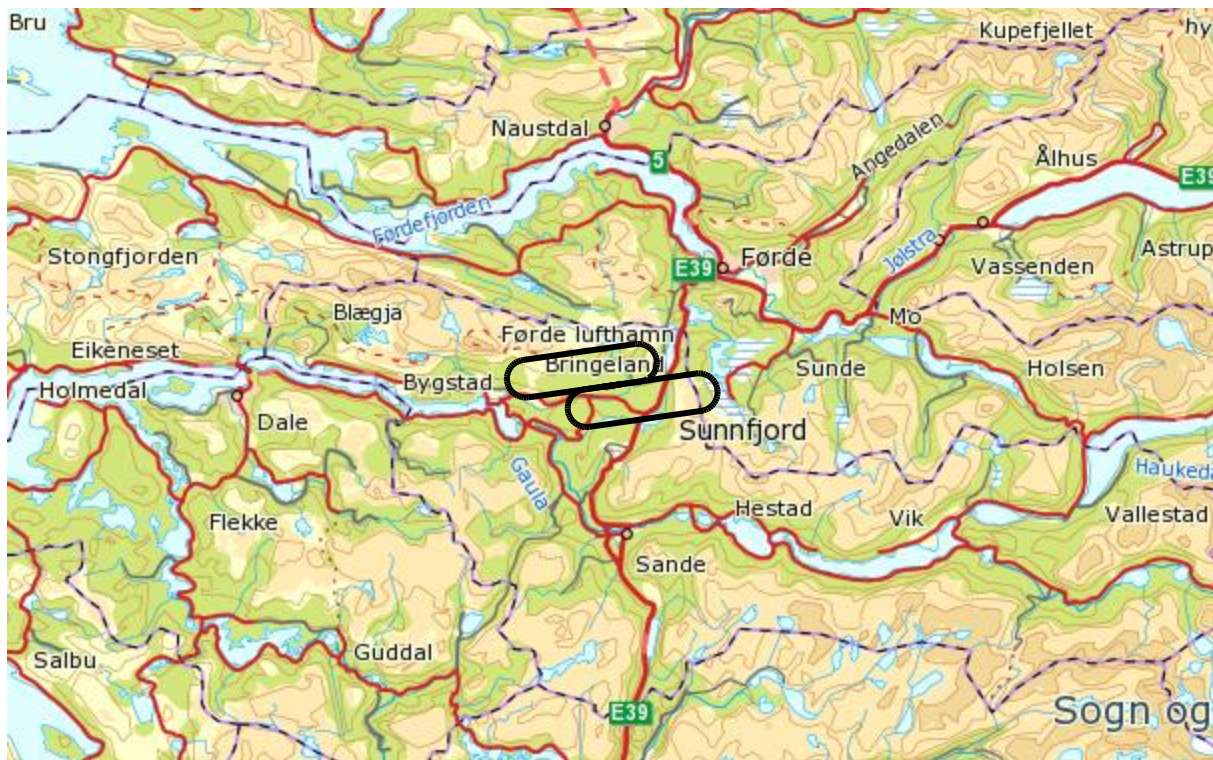 Bru
Kupefjellet
hy
Naustdal
5
Angedalen
Ålhus
E39
Førdefjorden
Jølstra
Stongfjorden
E39
Førde
Vassenden
Astrup
Blægja
Mo
Førde lufthamn
Bringeland
Eikeneset
Holmedal
Bygstad
Sunde
Holsen
Dale
Sunnfjord
Gaula
Haukeda
Flekke
Hestad
Vik
Vallestad
Sande
Salbu
Guddal
E39
Sogn og